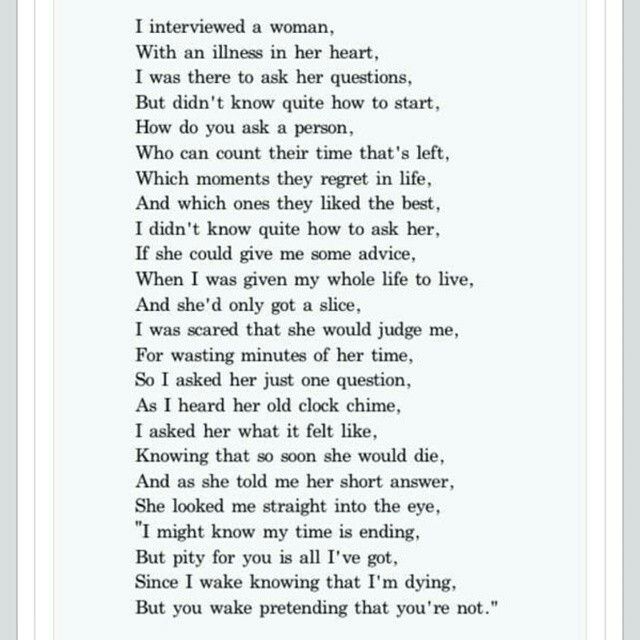 I interviewed a woman,
With an illness in her heart,
I was there to ask her questions,
But didn't know quite how to start,
How do you ask a person,
Who can count their time that's left,
Which moments they regret in life,
And which ones they liked the best,
I didn't know quite how to ask her,
If she could give me some advice,
When I was given my whole life to live,
And she'd only got a slice,
I was scared that she would judge me,
For wasting minutes of her time,
So I asked her just one question,
As I heard her old clock chime,
I asked her what it felt like,
Knowing that so soon she would die,
And as she told me her short answer,
She looked me straight into the eye,
"I might know my time is ending,
But pity for you is all I've got,
Since I wake knowing that I'm dying,
But you wake pretending that you're not."